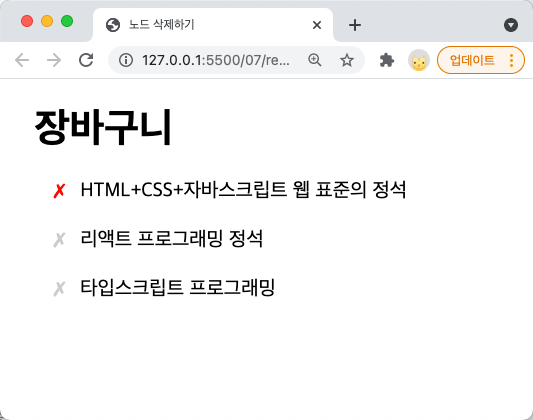 노드 삭제하기
127.0.0.1:5500/07/re...
업데이트
장바구니
✗ HTML+CSS+자바스크립트 웹 표준의 정석
✗ 리액트 프로그래밍 정석
✗ 타입스크립트 프로그래밍